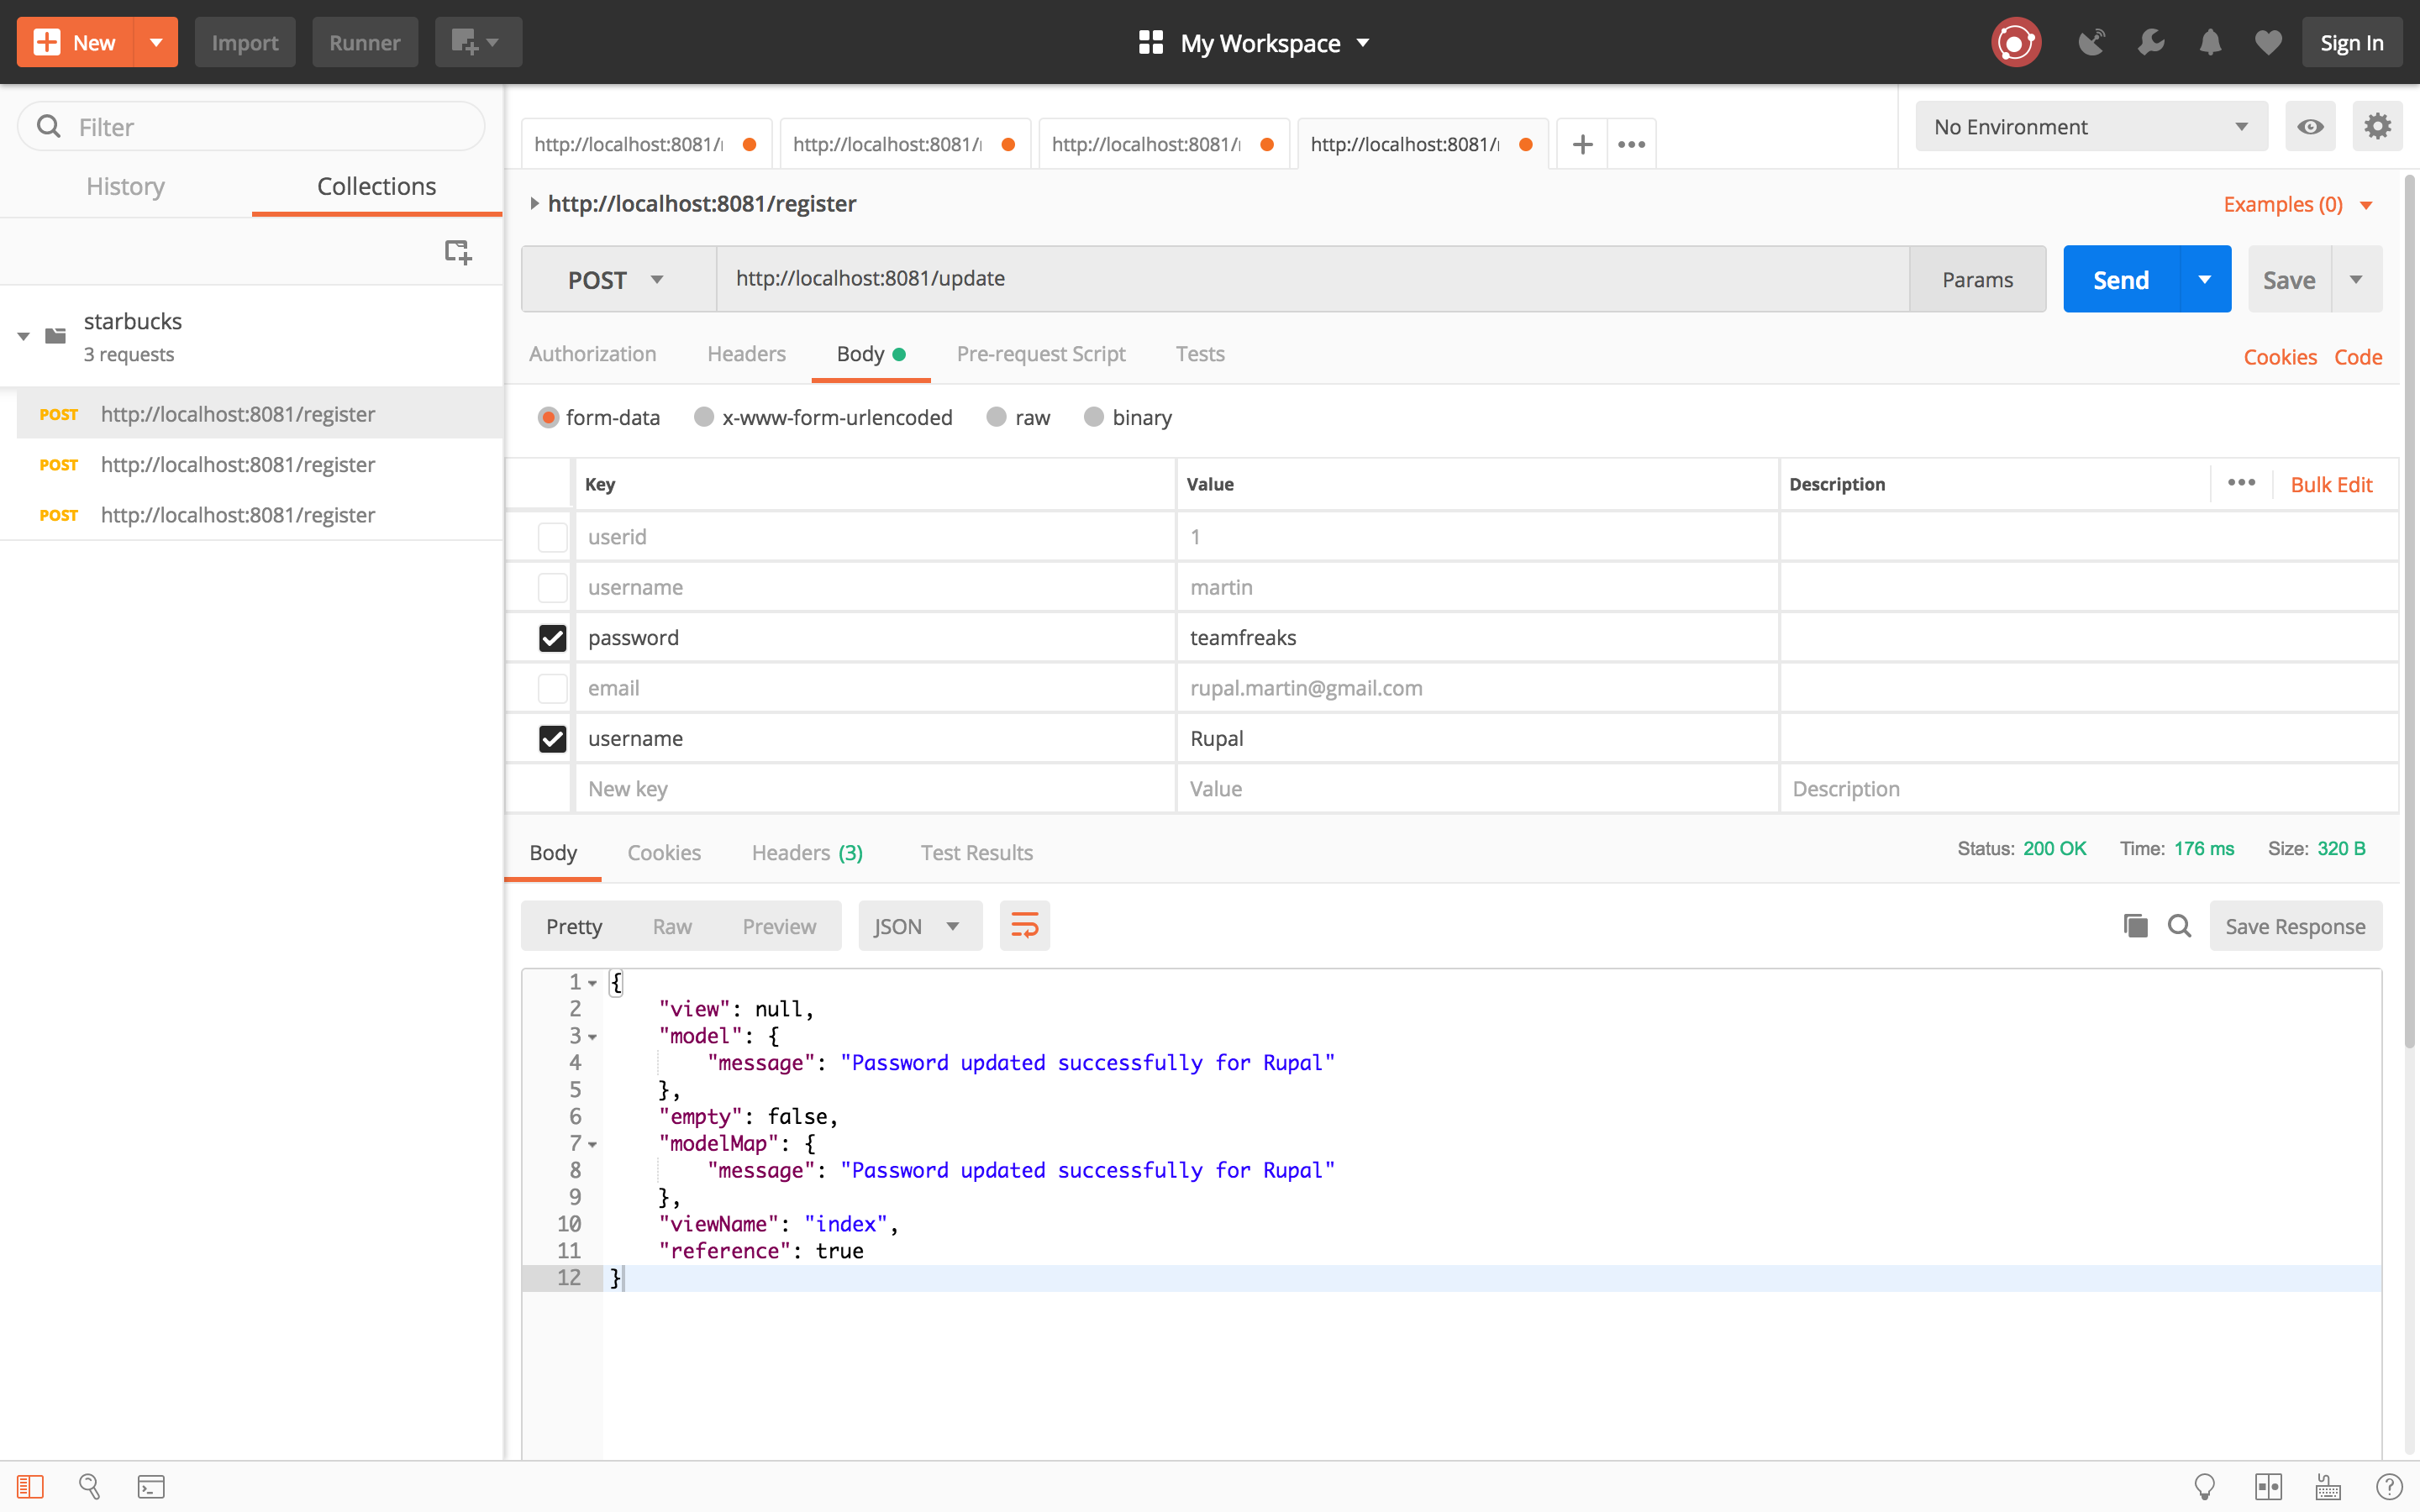 New
Import
Runner
My Workspace
Sign In
Filter
History
Collections
starbucks
3 requests
POST http://localhost:8081/register
POST http://localhost:8081/register
POST http://localhost:8081/register
http://localhost:8081/
http://localhost:8081/
http://localhost:8081/
http://localhost:8081/
No Environment
http://localhost:8081/register
Examples (0)
POST
http://localhost:8081/update
Params
Send
Save
Authorization
Headers
Body
Pre-request Script
Tests
Cookies
Code
form-data
x-www-form-urlencoded
raw
binary
Key Value Description
Bulk Edit
userid 1
username martin
password teamfreaks
email rupal.martin@gmail.com
username Rupal
New key Value Description
Body
Cookies
Headers (3)
Test Results
Status: 200 OK
Time: 176 ms
Size: 320 B
Pretty
Raw
Preview
JSON
Save Response
1 {
2 "view": null,
3 "model": {
4 "message": "Password updated successfully for Rupal"
5 },
6 "empty": false,
7 "modelMap": {
8 "message": "Password updated successfully for Rupal"
9 },
10 "viewName": "index",
11 "reference": true
12 }